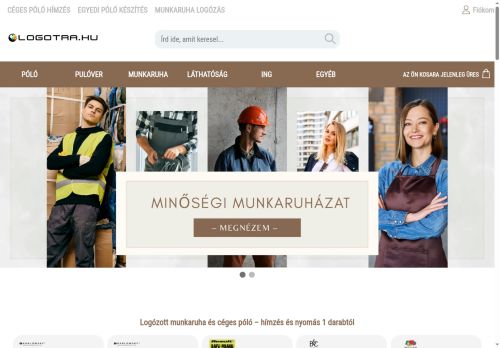 CÉGES PÓLÓ HÍMZÉS EGYEDI PÓLÓ KÉSZÍTÉS MUNKARUHA LOGÓZÁS
Fiókom
LOGOTAR.HU
Írd ide, amit keresel...
PÓLÓ PULÓVER MUNKARUHA LÁTHATÓSÁG ING EGYÉB AZ ÖN KOSARA JELENLEG ÜRES
MINŐSÉGI MUNKARUHÁZAT
– MEGNÉZEM –
Logózott munkaruha és céges póló – hímzés és nyomás 1 darabtól